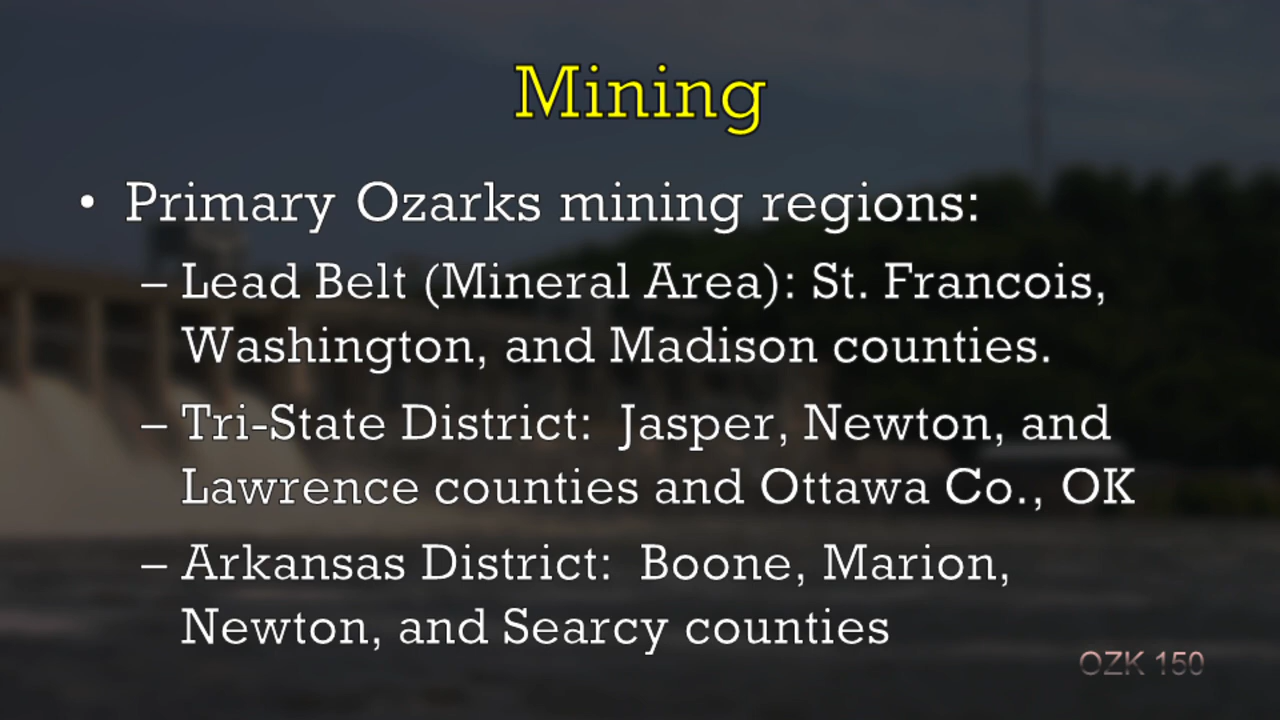 Mining
• Primary Ozarks mining regions:
– Lead Belt (Mineral Area): St. Francois,
Washington, and Madison counties.
– Tri-State District:  Jasper, Newton, and
Lawrence counties and Ottawa Co., OK
– Arkansas District:  Boone, Marion,
Newton, and Searcy counties
OZK 150